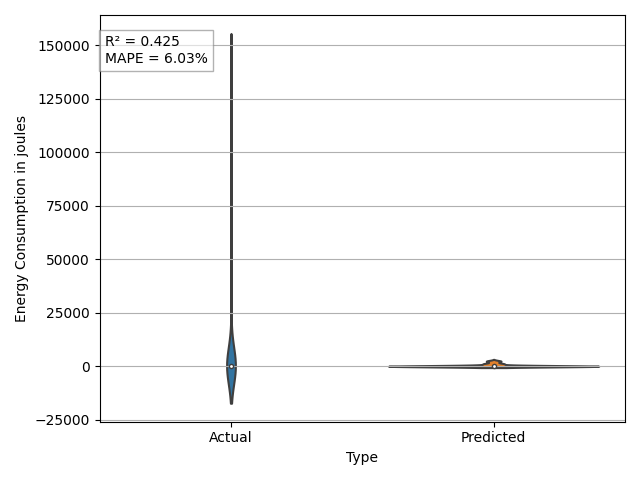 R² = 0.425
MAPE = 6.03%
150000
125000
100000
75000
50000
25000
0
−25000
Energy Consumption in joules
Actual
Predicted
Type